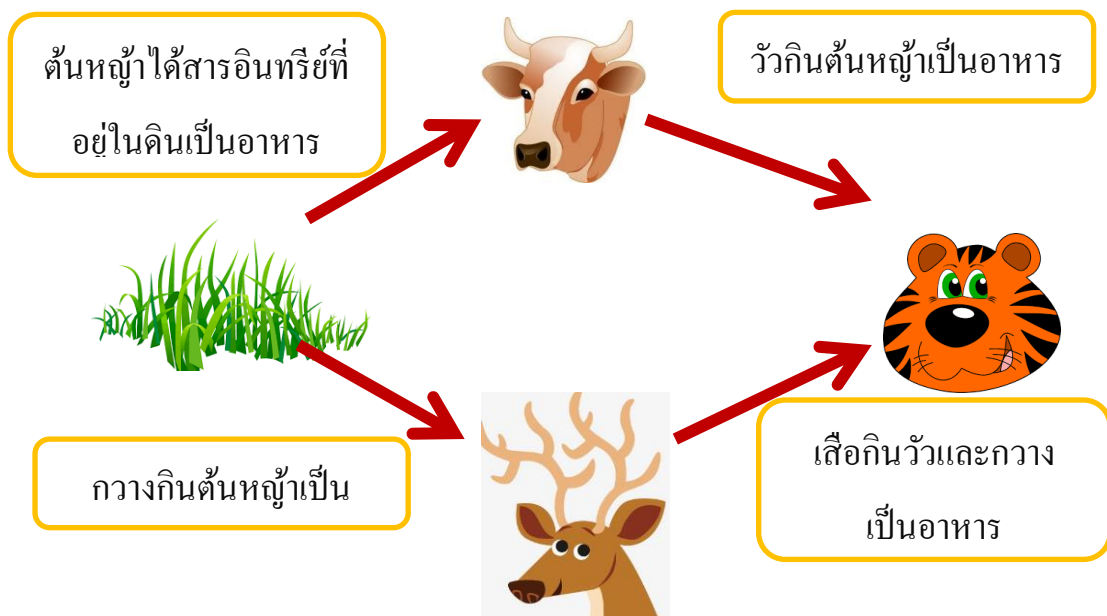 ต้นหญ้าได้สารอินทรีย์ที่
อยู่ในดินเป็นอาหาร
วัวกินต้นหญ้าเป็นอาหาร
กวางกินต้นหญ้าเป็น
เสือกินวัวและกวาง
เป็นอาหาร